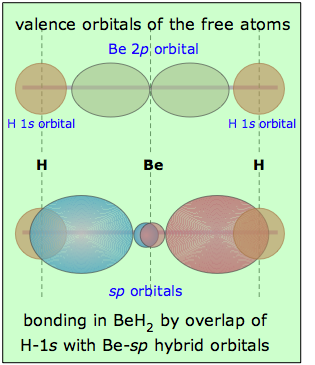 valence orbitals of the free atoms
Be 2p orbital
H 1s orbital H 1s orbital
H Be H
sp orbitals
bonding in BeH₂ by overlap of
H-1s with Be-sp hybrid orbitals